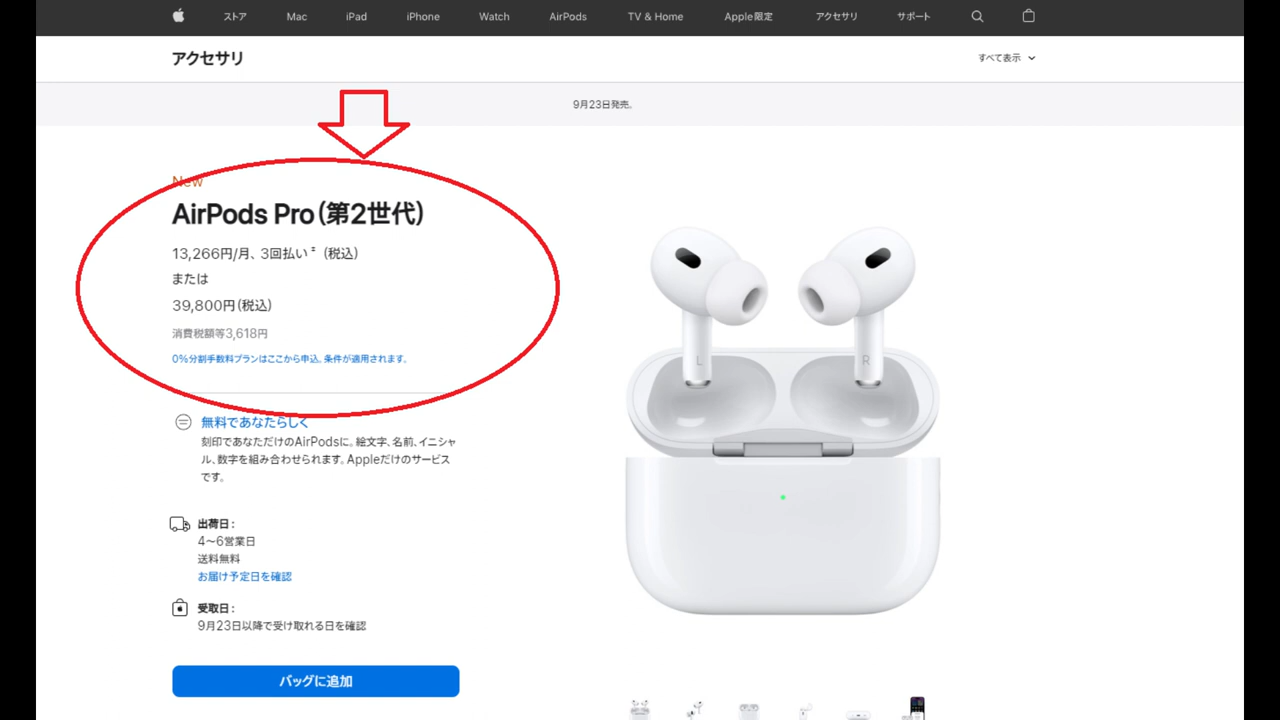 ストア Mac iPad iPhone Watch AirPods TV & Home Apple限定 アクセサリ サポート
アクセサリ
すべて表示
9月23日発売。
New
AirPods Pro(第2世代)
13,266円/月、3回払い (税込)
または
39,800円(税込)
消費税額等3,618円
0%分割手数料プランはここから申込。条件が適用されます。
無料であなたらしく
刻印であなただけのAirPodsに。絵文字、名前、イニシャ
ル、数字を組み合わせられます。Appleだけのサービス
です。
出荷日:
4〜6営業日
送料無料
お届け予定日を確認
受取日:
9月23日以降で受け取れる日を確認
バッグに追加
L
R